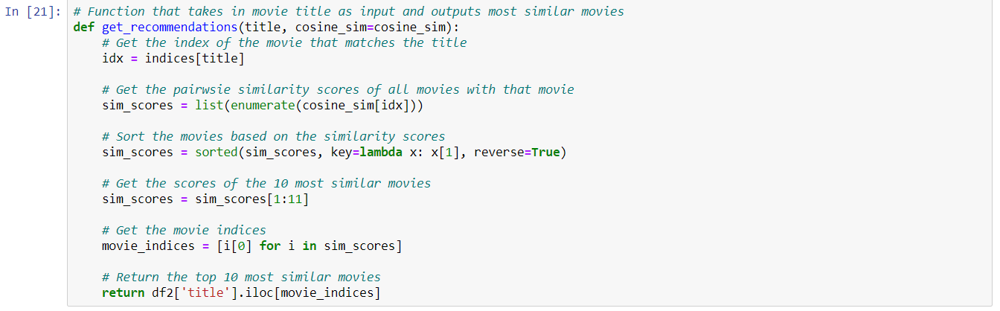 In [21]: # Function that takes in movie title as input and outputs most similar movies
def get_recommendations(title, cosine_sim=cosine_sim):
    # Get the index of the movie that matches the title
    idx = indices[title]

    # Get the pairwsie similarity scores of all movies with that movie
    sim_scores = list(enumerate(cosine_sim[idx]))

    # Sort the movies based on the similarity scores
    sim_scores = sorted(sim_scores, key=lambda x: x[1], reverse=True)

    # Get the scores of the 10 most similar movies
    sim_scores = sim_scores[1:11]

    # Get the movie indices
    movie_indices = [i[0] for i in sim_scores]

    # Return the top 10 most similar movies
    return df2['title'].iloc[movie_indices]